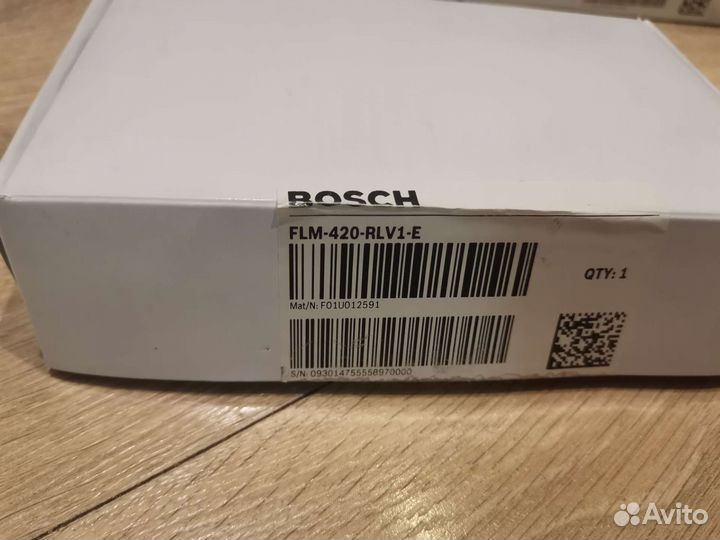 BOSCH
FLM-420-RLV1-E
QTY: 1
Mat/N: F01U012591
S/N: 093014755558970000
Avito